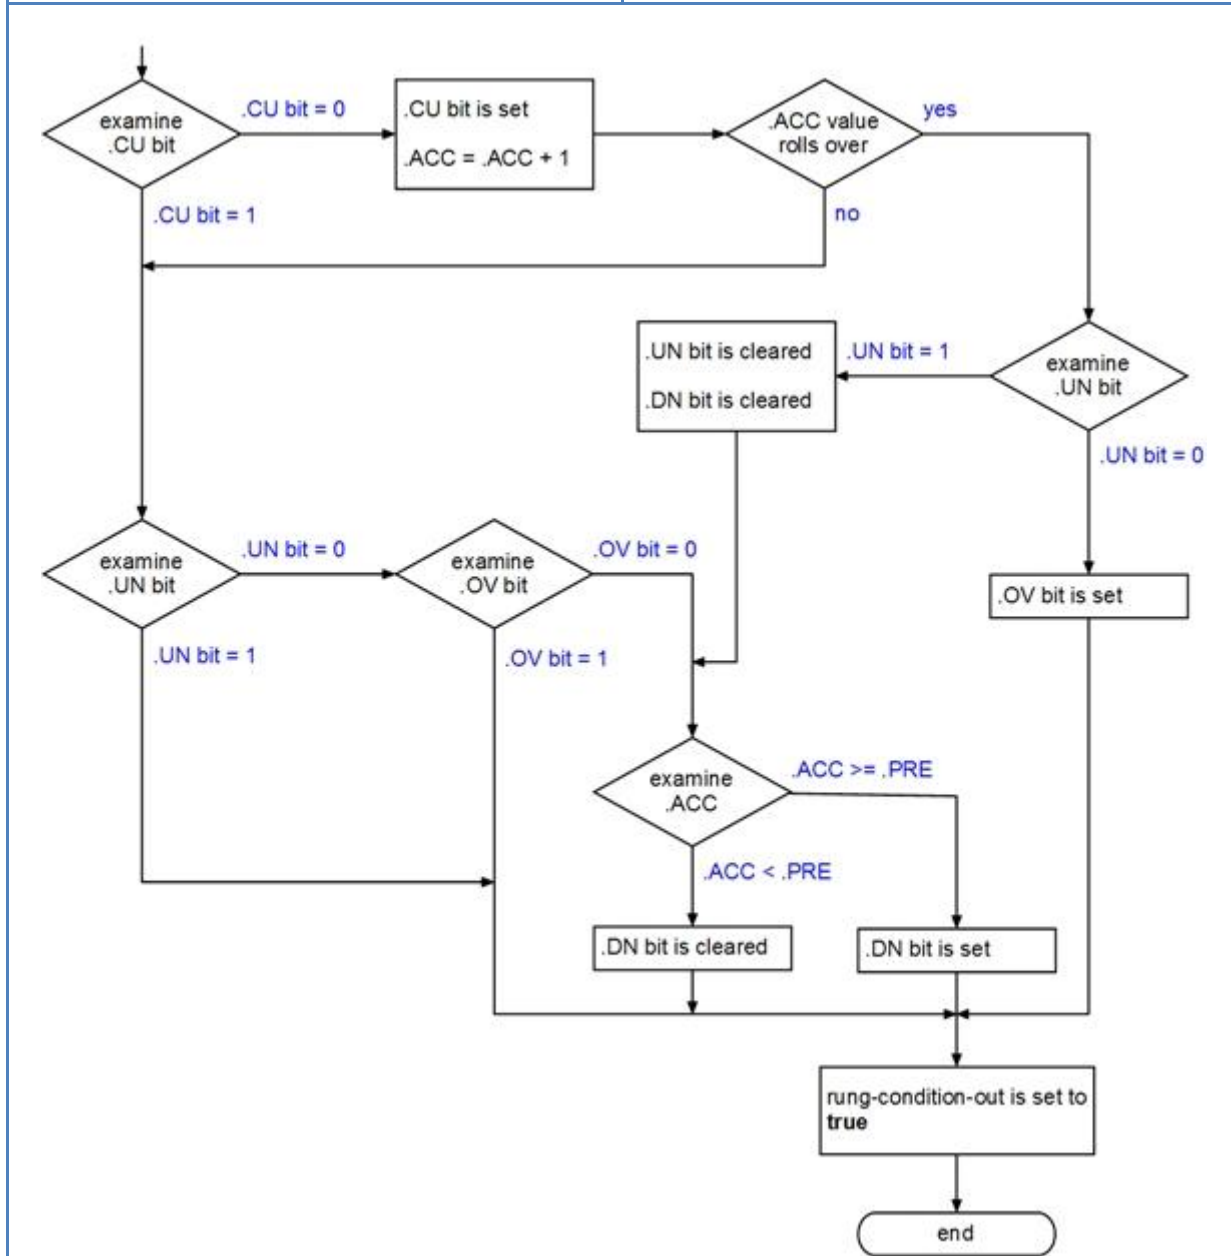 examine
.CU bit
.CU bit = 0
.CU bit is set
.ACC = .ACC + 1
.ACC value
rolls over
yes
.CU bit = 1
no
.UN bit is cleared
.DN bit is cleared
.UN bit = 1
examine
.UN bit
.UN bit = 0
examine
.UN bit
.UN bit = 0
examine
.OV bit
.OV bit = 0
.OV bit is set
.UN bit = 1
.OV bit = 1
examine
.ACC
.ACC >= .PRE
.ACC < .PRE
.DN bit is cleared
.DN bit is set
rung-condition-out is set to
true
end